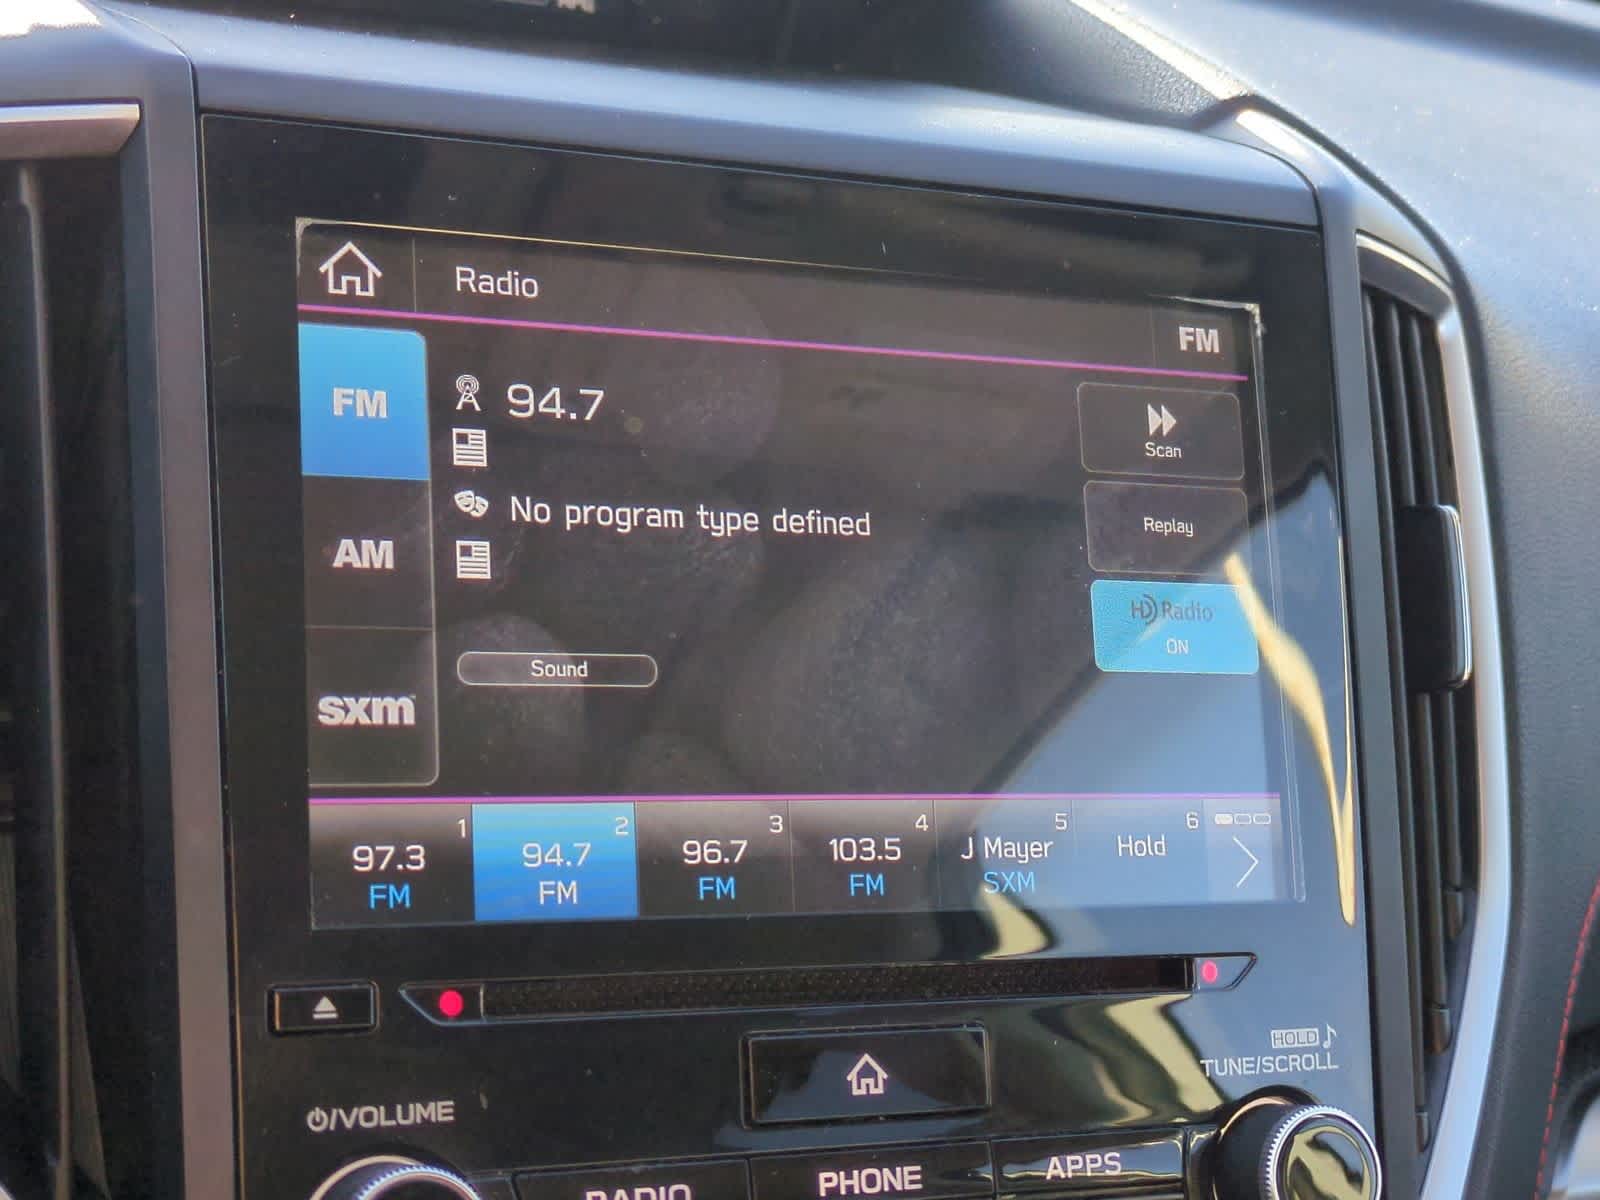 Radio
FM
FM
94.7
Scan
Replay
No program type defined
AM
HD Radio
ON
Sound
sxm
1
2
3
4
5
6
97.3
94.7
96.7
103.5
J Mayer
Hold
FM
FM
FM
FM
SXM
HOLD
TUNE/SCROLL
/VOLUME
RADIO
PHONE
APPS